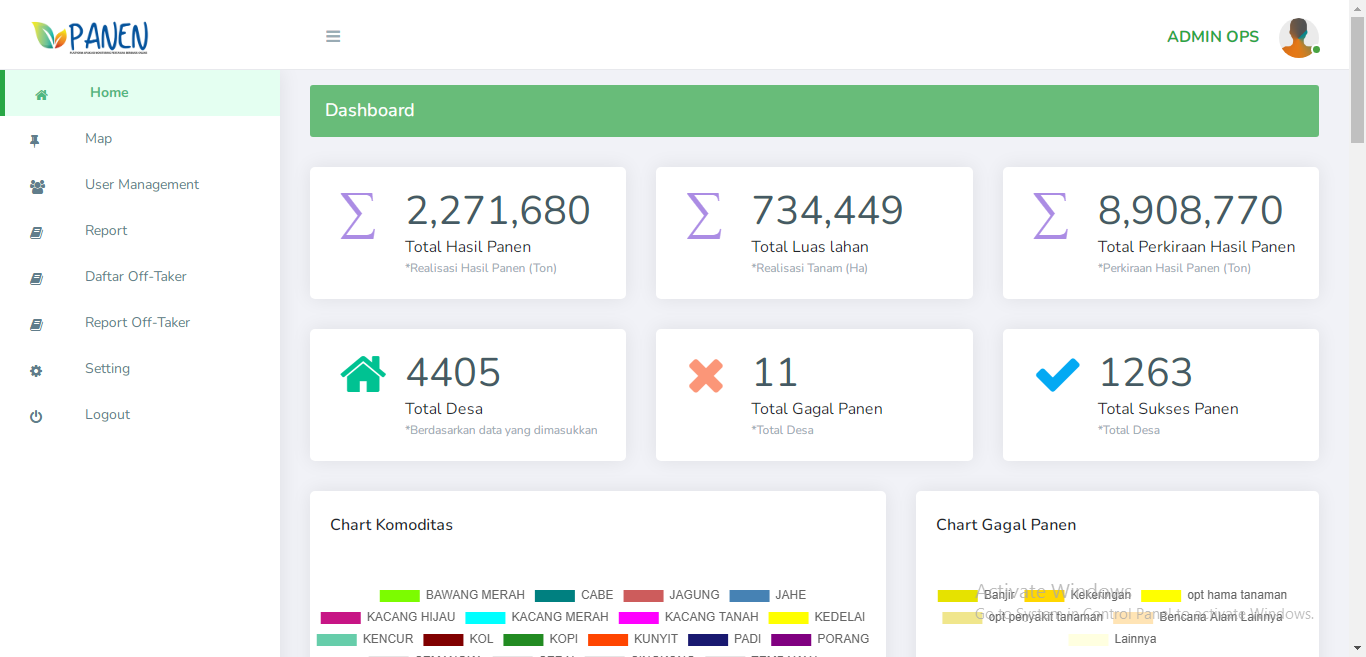 PANEN
ADMIN OPS
Home
Map
User Management
Report
Daftar Off-Taker
Report Off-Taker
Setting
Logout
Dashboard
2,271,680
Total Hasil Panen
*Realisasi Hasil Panen (Ton)
734,449
Total Luas lahan
*Realisasi Tanam (Ha)
8,908,770
Total Perkiraan Hasil Panen
*Perkiraan Hasil Panen (Ton)
4405
Total Desa
*Berdasarkan data yang dimasukkan
11
Total Gagal Panen
*Total Desa
1263
Total Sukses Panen
*Total Desa
Chart Komoditas
BAWANG MERAH CABE JAGUNG JAHE
KACANG HIJAU KACANG MERAH KACANG TANAH KEDELAI
KENCUR KOL KOPI KUNYIT PADI PORANG
Chart Gagal Panen
Banjir Kekeringan opt hama tanaman
opt penyakit tanaman Bencana Alam Lainnya
Lainnya
Activate Windows
Go to System in Control Panel to activate Windows.